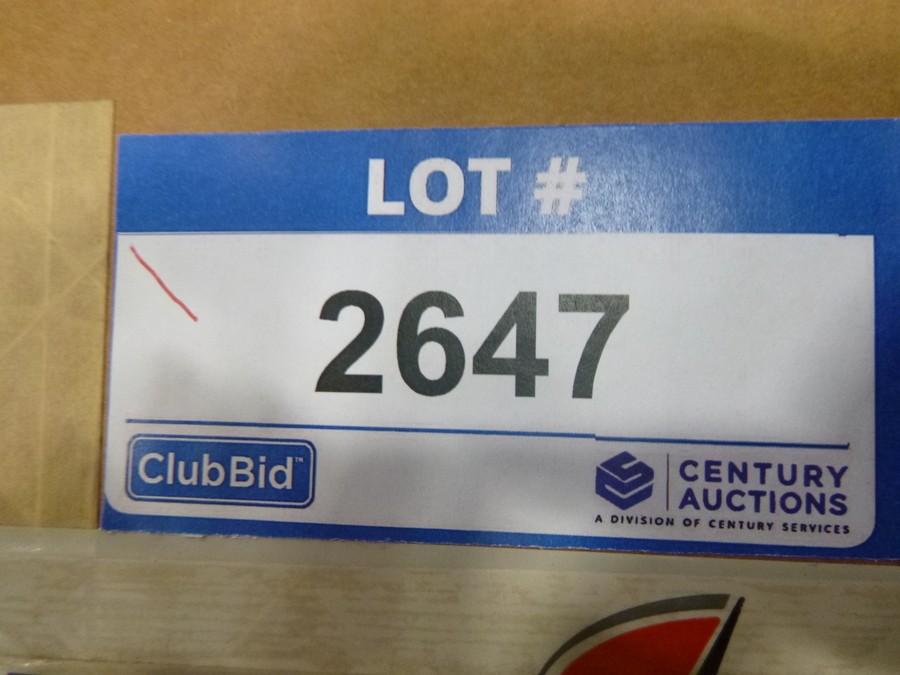 LOT #
2647
ClubBid™
CENTURY
AUCTIONS
A DIVISION OF CENTURY SERVICES